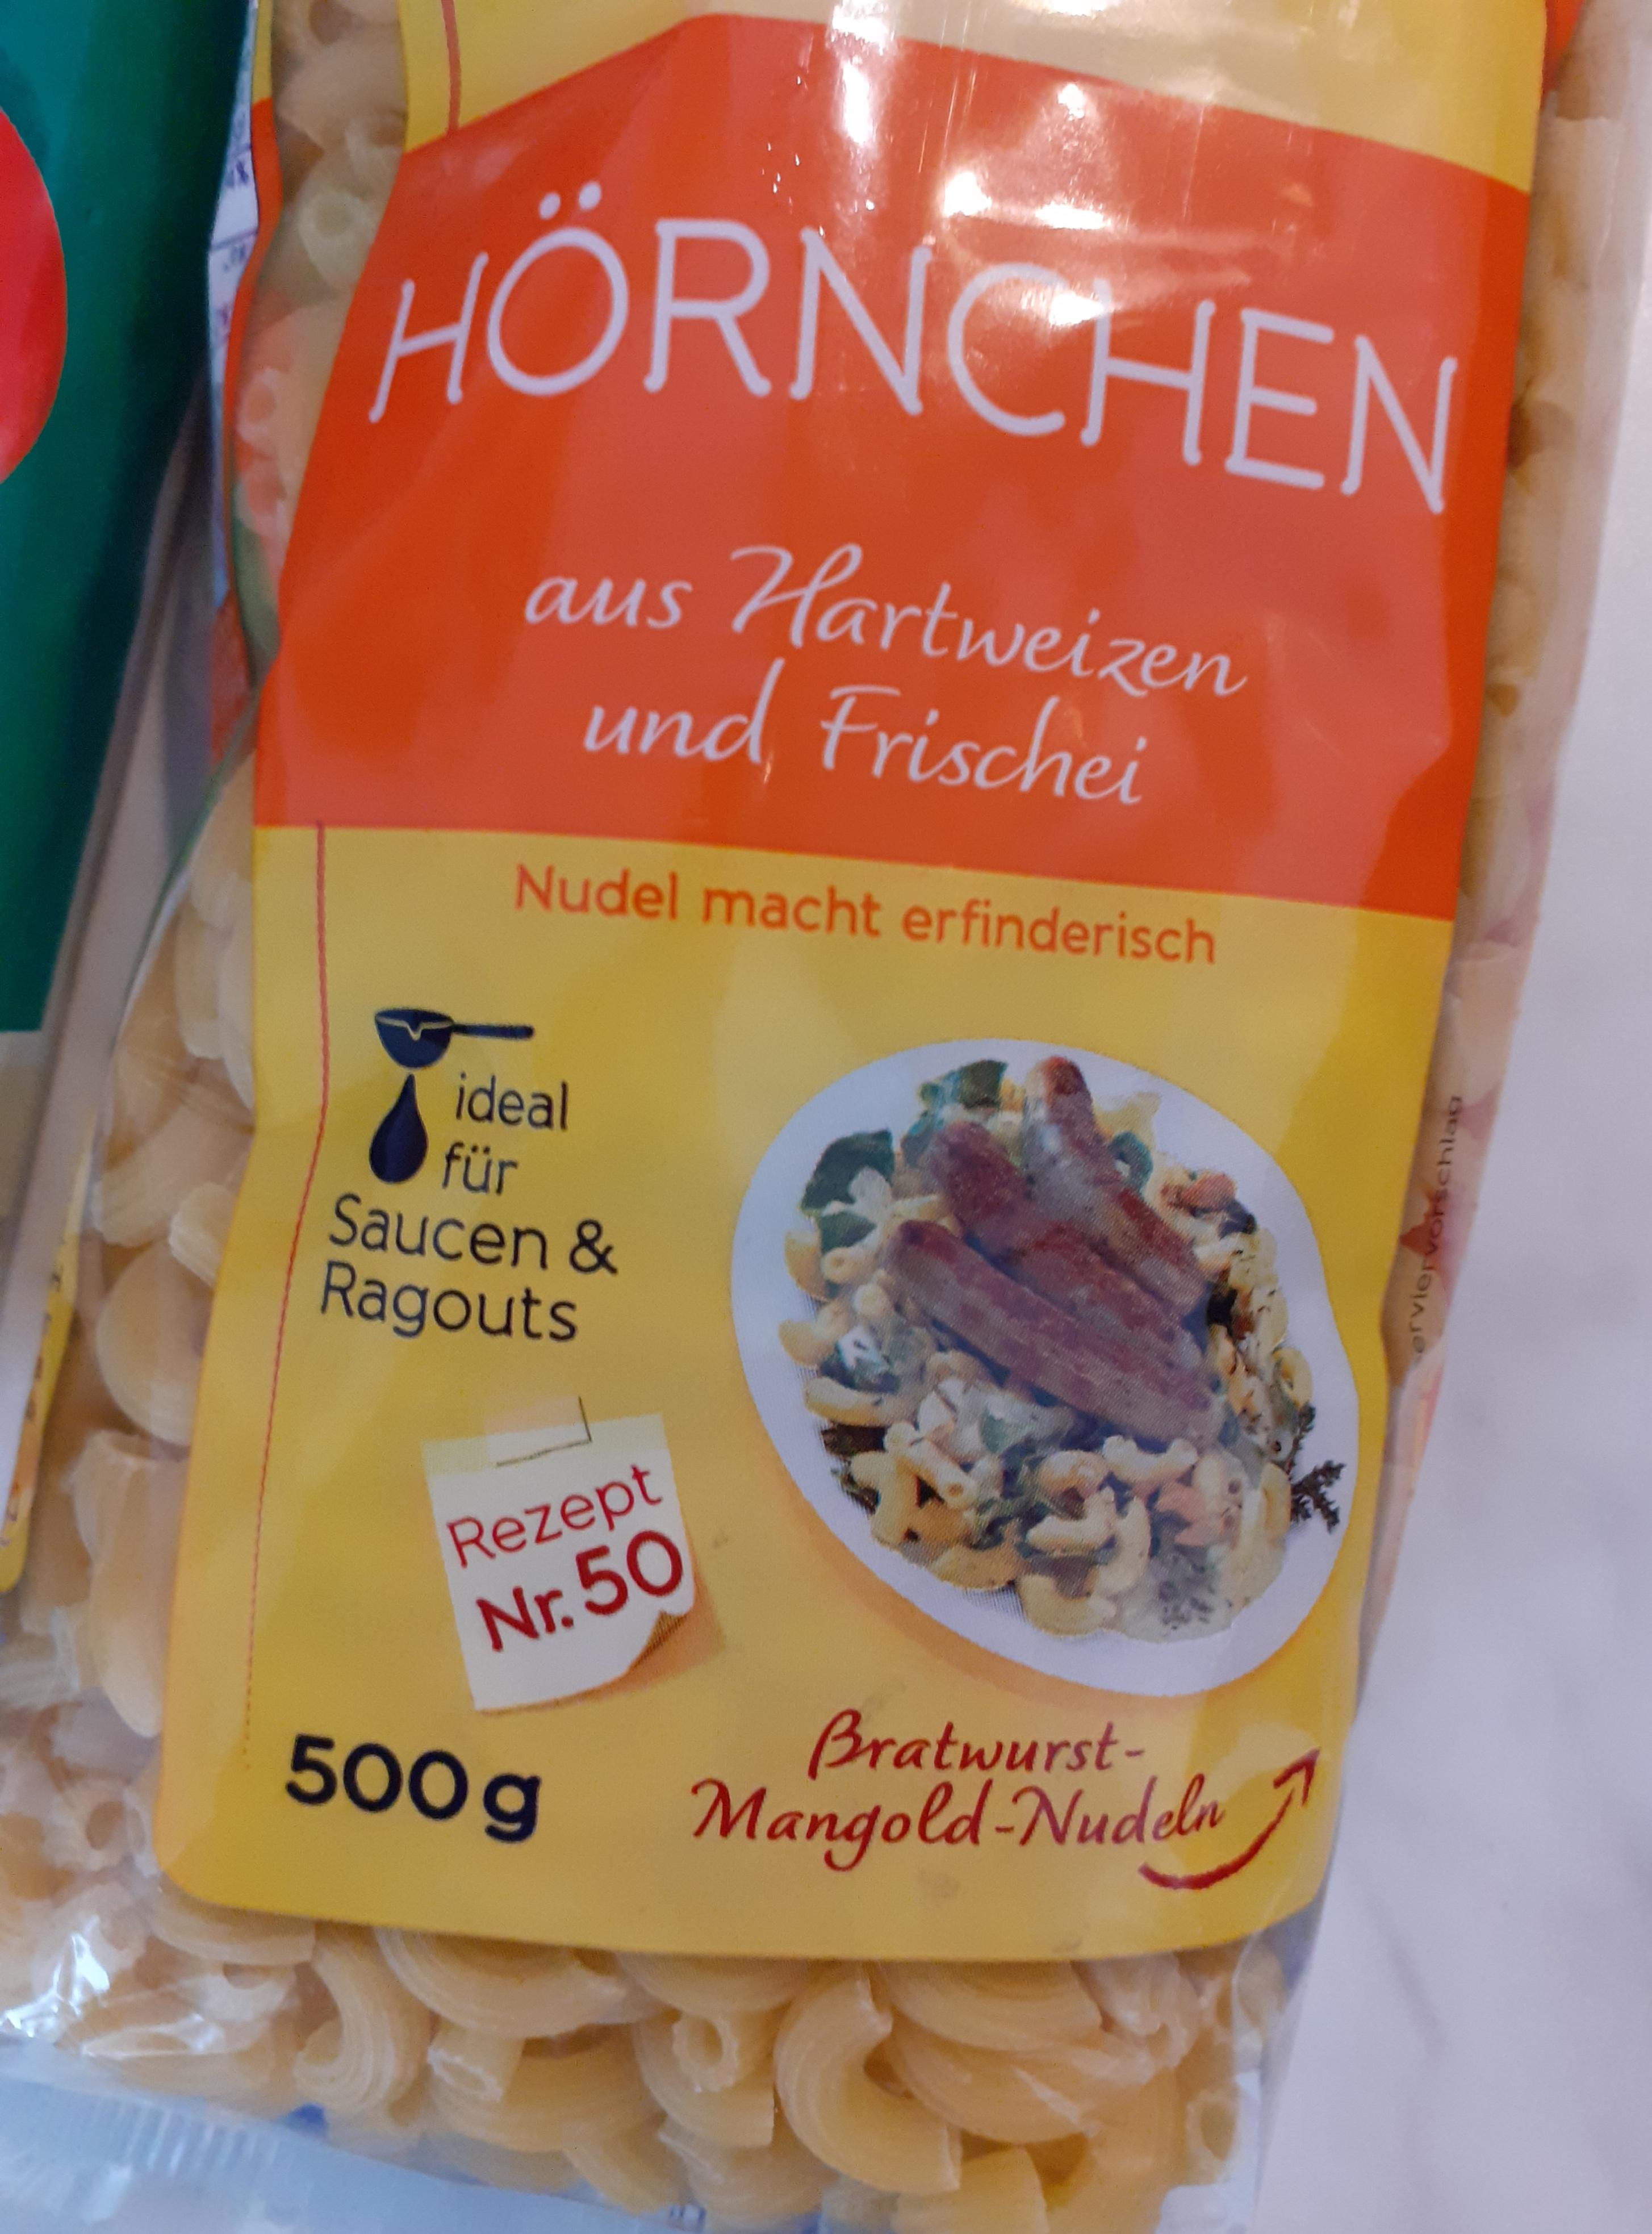 HÖRNCHEN
aus Hartweizen
und Frischei
Nudel macht erfinderisch
ideal
für
Saucen &
Ragouts
Rezept
Nr. 50
500g
Bratwurst-
Mangold-Nudeln